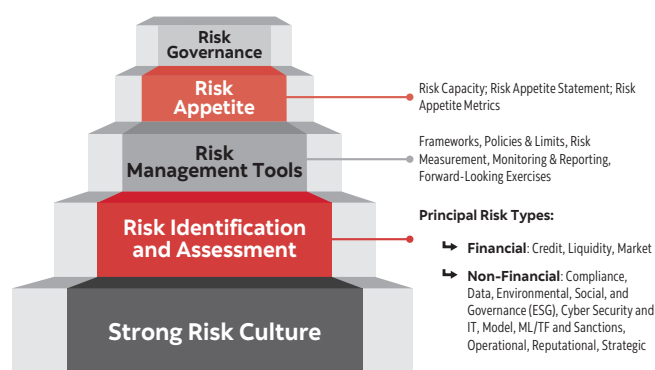 Risk
Governance
Risk
Appetite
Risk Capacity; Risk Appetite Statement; Risk
Appetite Metrics
Risk
Management Tools
Frameworks, Policies & Limits, Risk
Measurement, Monitoring & Reporting,
Forward-Looking Exercises
Risk Identification
and Assessment
Principal Risk Types:
Financial: Credit, Liquidity, Market
Non-Financial: Compliance,
Data, Environmental, Social, and
Governance (ESG), Cyber Security and
IT, Model, ML/TF and Sanctions,
Operational, Reputational, Strategic
Strong Risk Culture